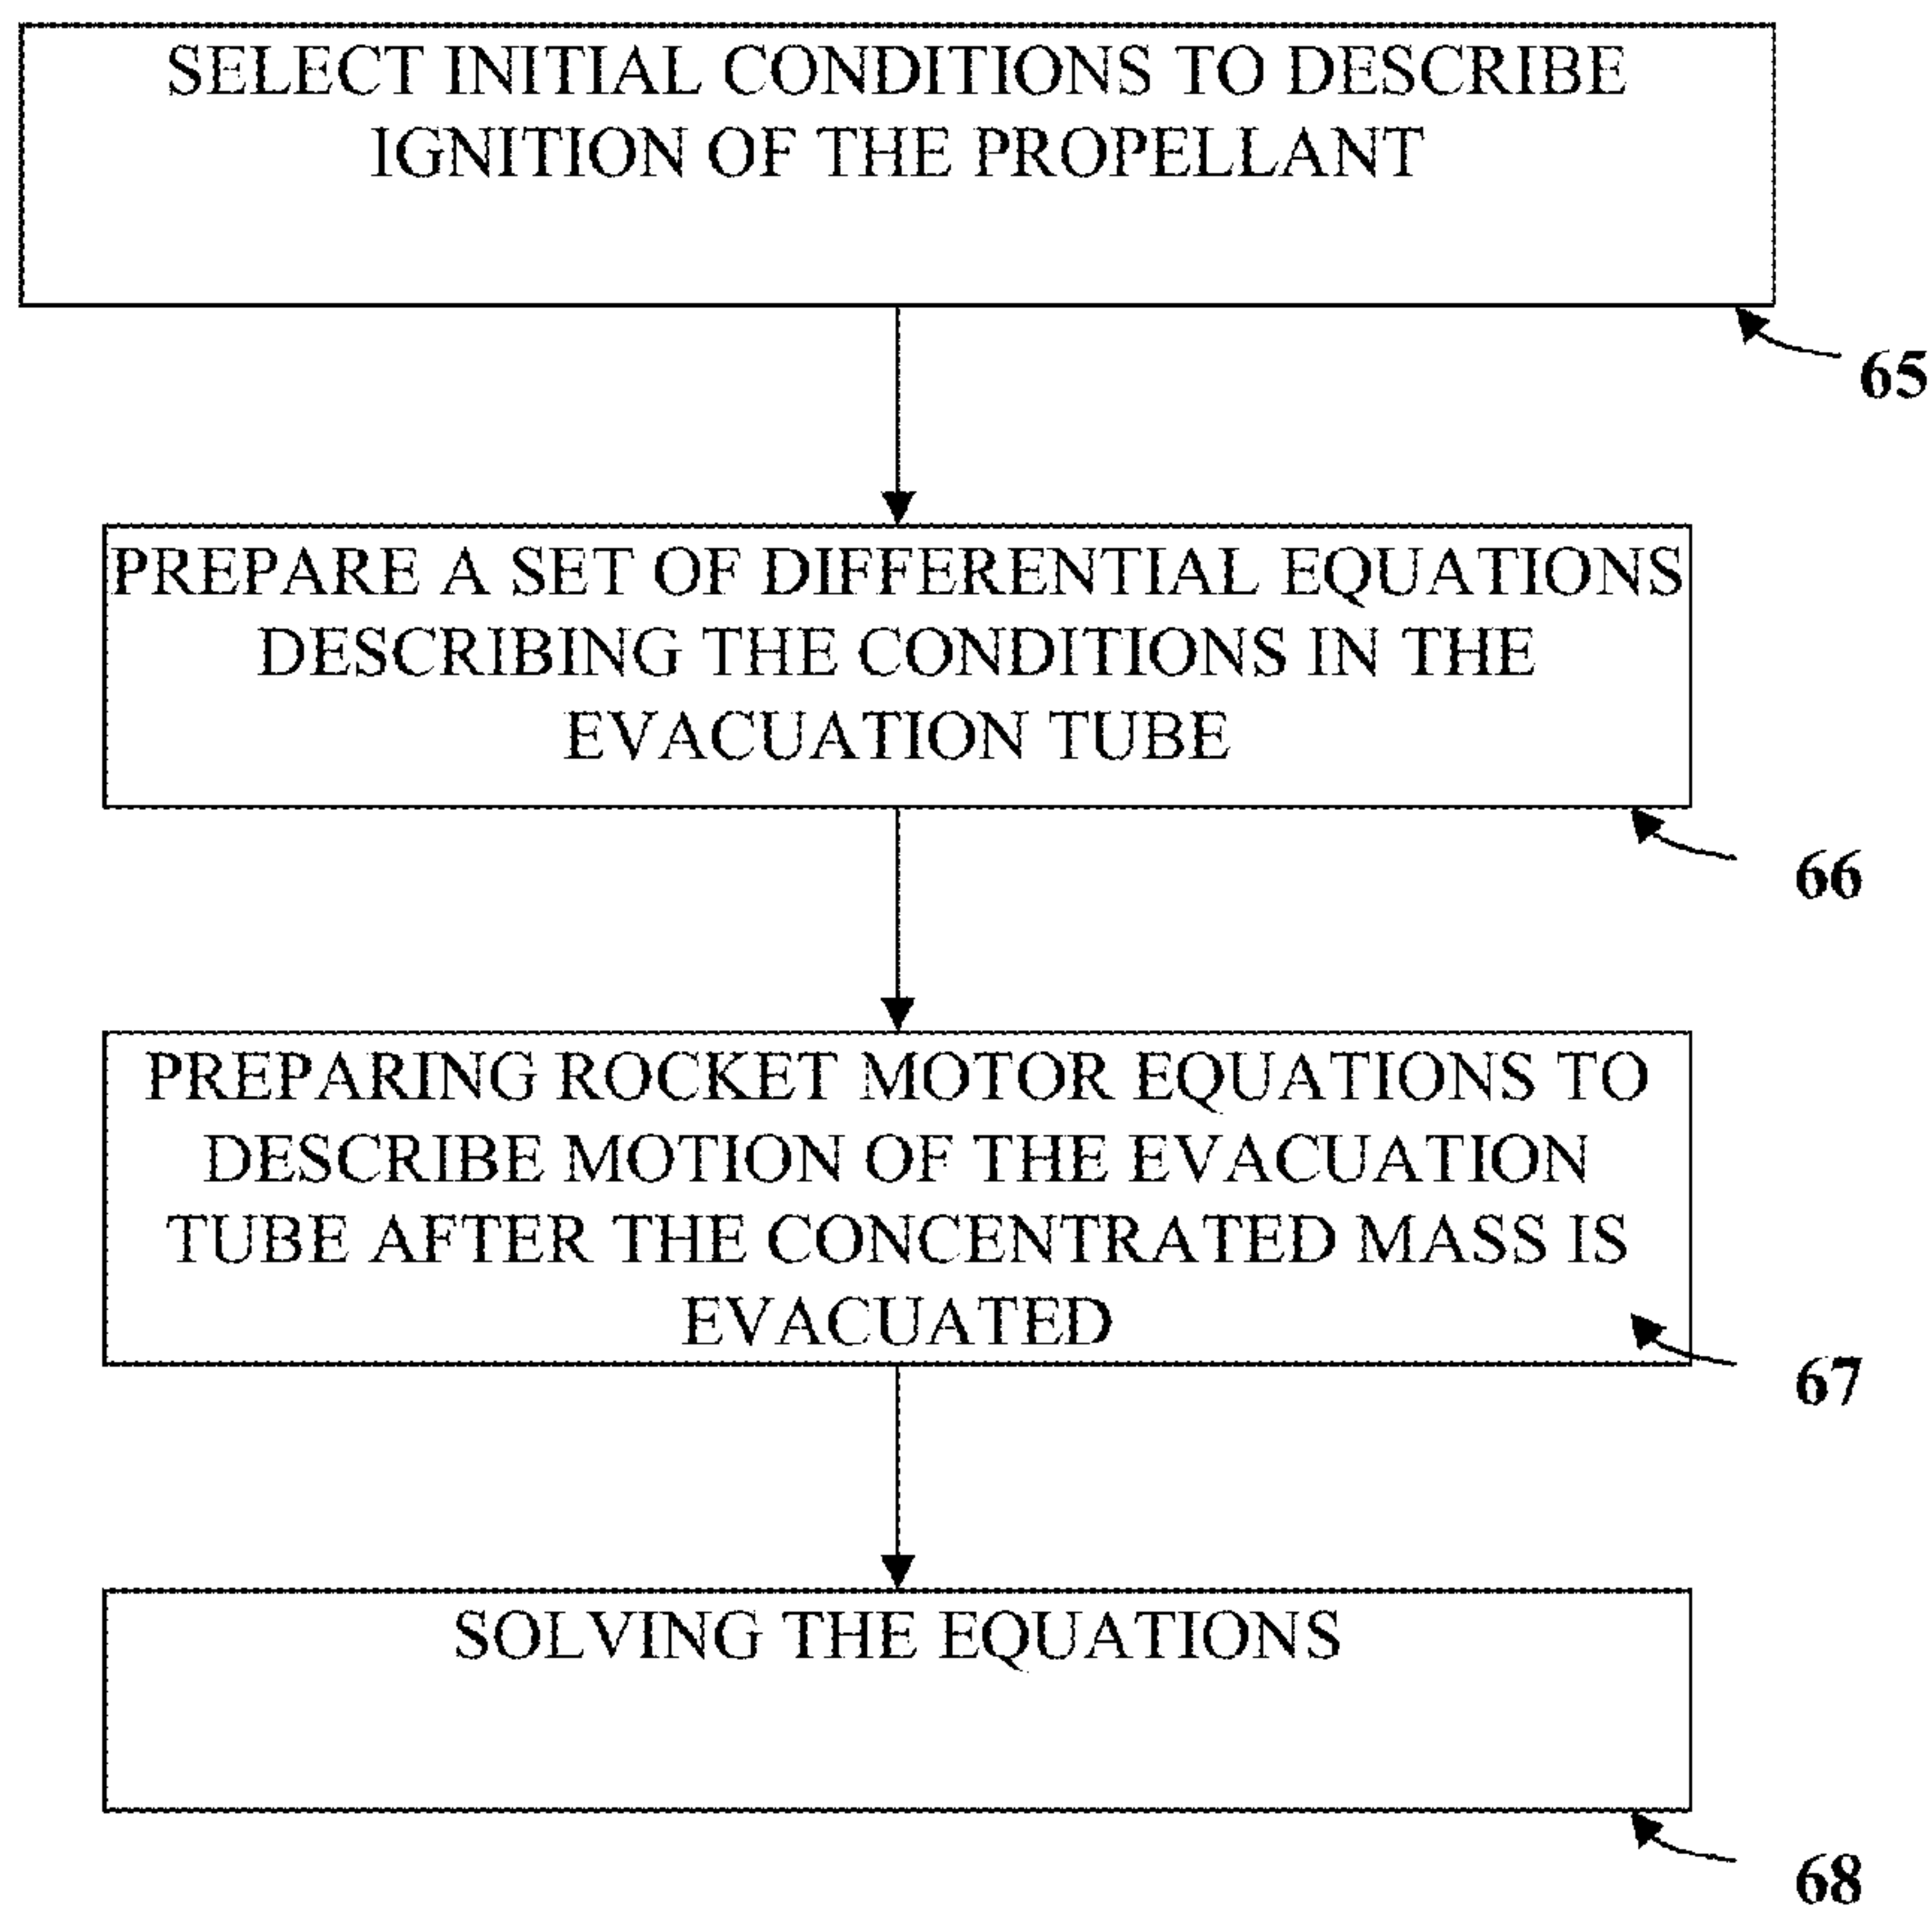 SELECT INITIAL CONDITIONS TO DESCRIBE
IGNITION OF THE PROPELLANT
65
PREPARE A SET OF DIFFERENTIAL EQUATIONS
DESCRIBING THE CONDITIONS IN THE
EVACUATION TUBE
66
PREPARING ROCKET MOTOR EQUATIONS TO
DESCRIBE MOTION OF THE EVACUATION
TUBE AFTER THE CONCENTRATED MASS IS
EVACUATED
67
SOLVING THE EQUATIONS
68